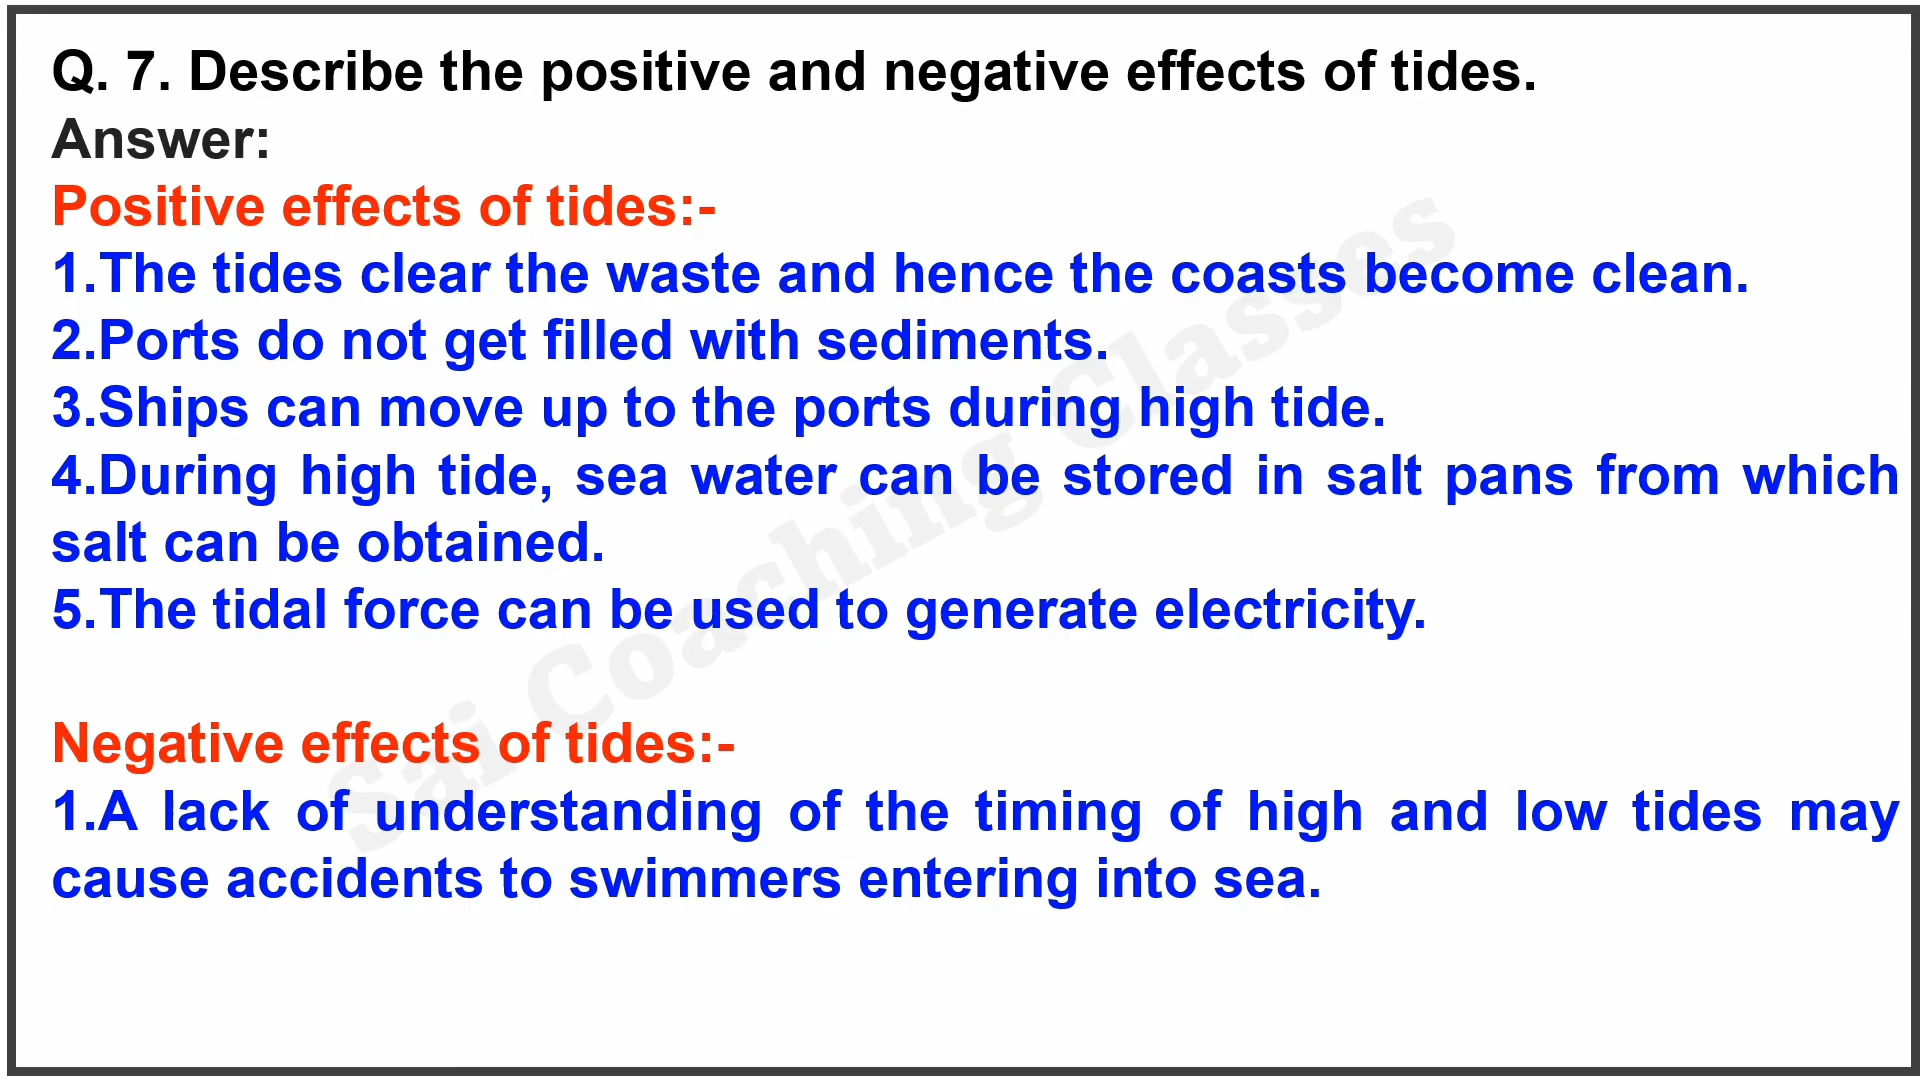 Q. 7. Describe the positive and negative effects of tides.
Answer:
Positive effects of tides:-
1.The tides clear the waste and hence the coasts become clean.
2.Ports do not get filled with sediments.
3.Ships can move up to the ports during high tide.
4.During high tide, sea water can be stored in salt pans from which
salt can be obtained.
5.The tidal force can be used to generate electricity.
Negative effects of tides:-
1.A lack of understanding of the timing of high and low tides may
cause accidents to swimmers entering into sea.
Sai Coaching Classes